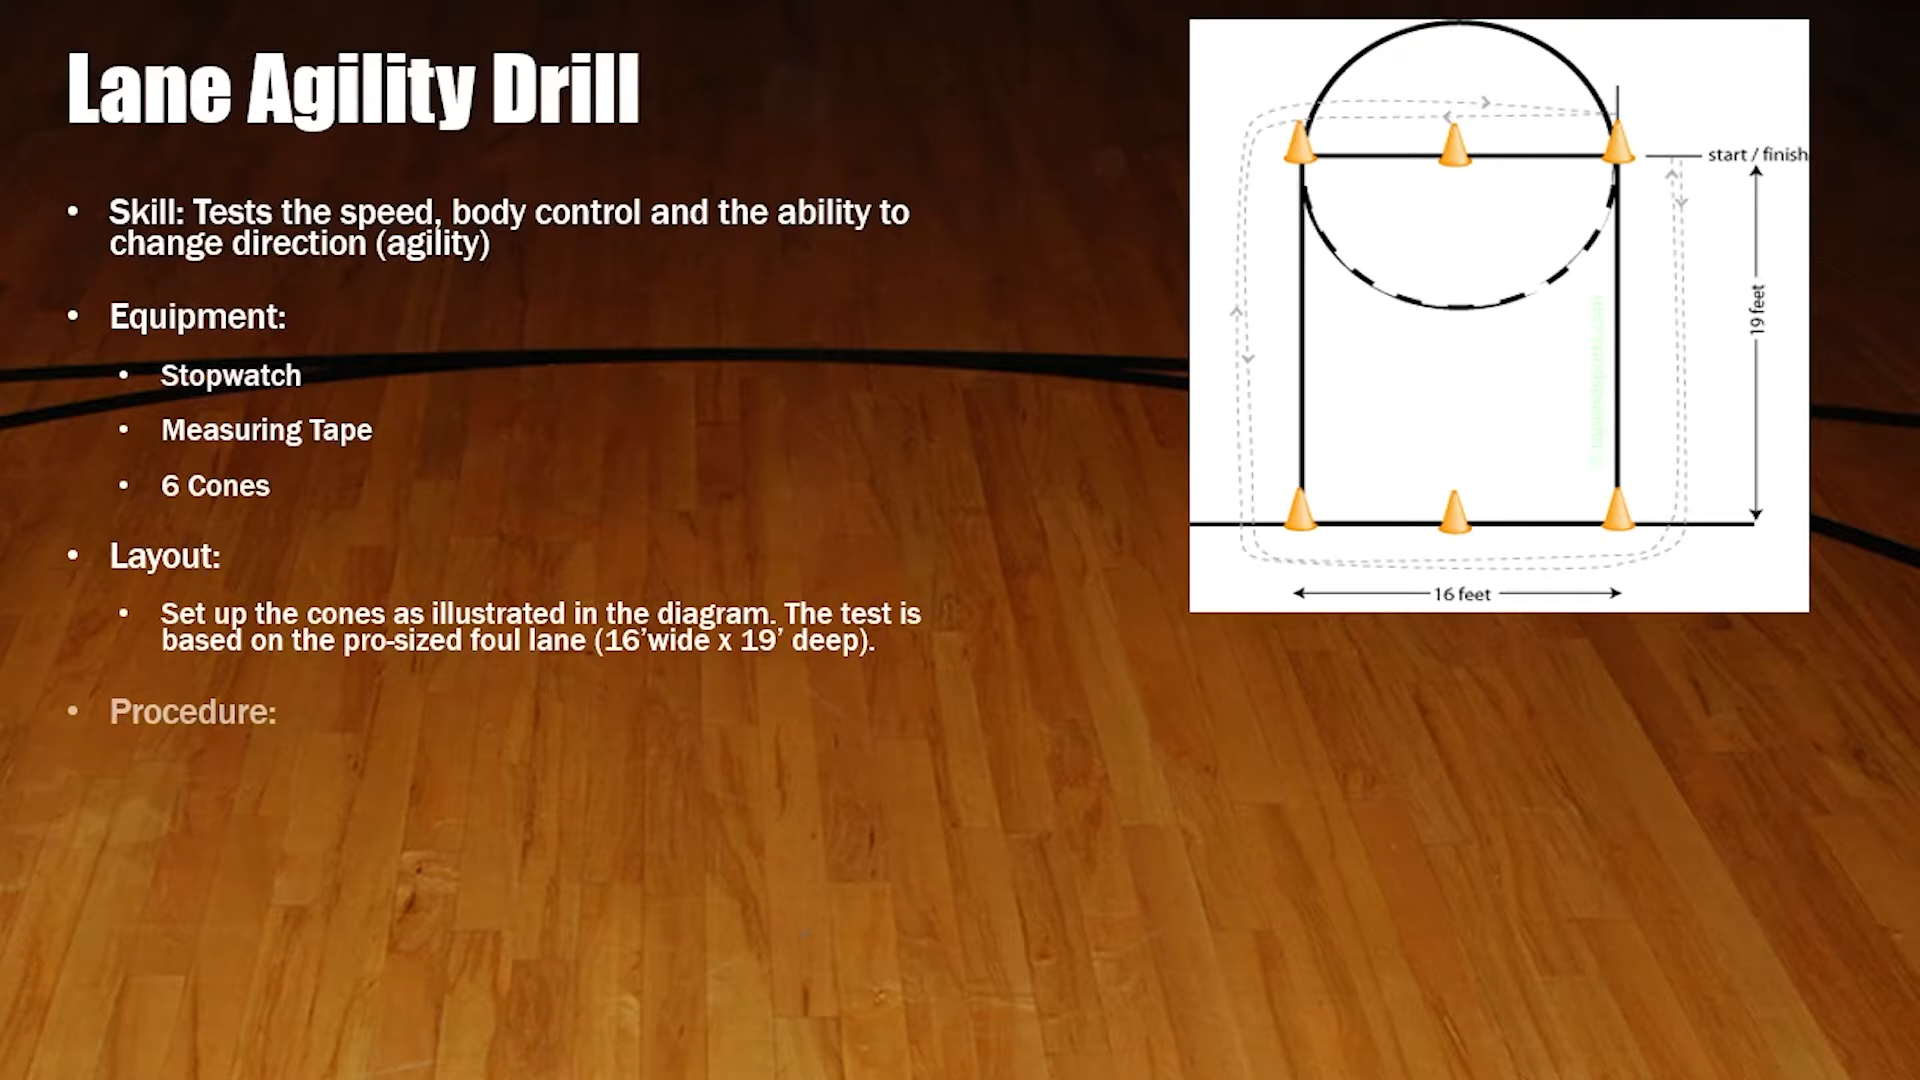 Lane Agility Drill
• Skill: Tests the speed, body control and the ability to
change direction (agility)
• Equipment:
• Stopwatch
• Measuring Tape
• 6 Cones
• Layout:
• Set up the cones as illustrated in the diagram. The test is
based on the pro-sized foul lane (16’wide x 19’ deep).
• Procedure:
start / finish
19 feet
16 feet